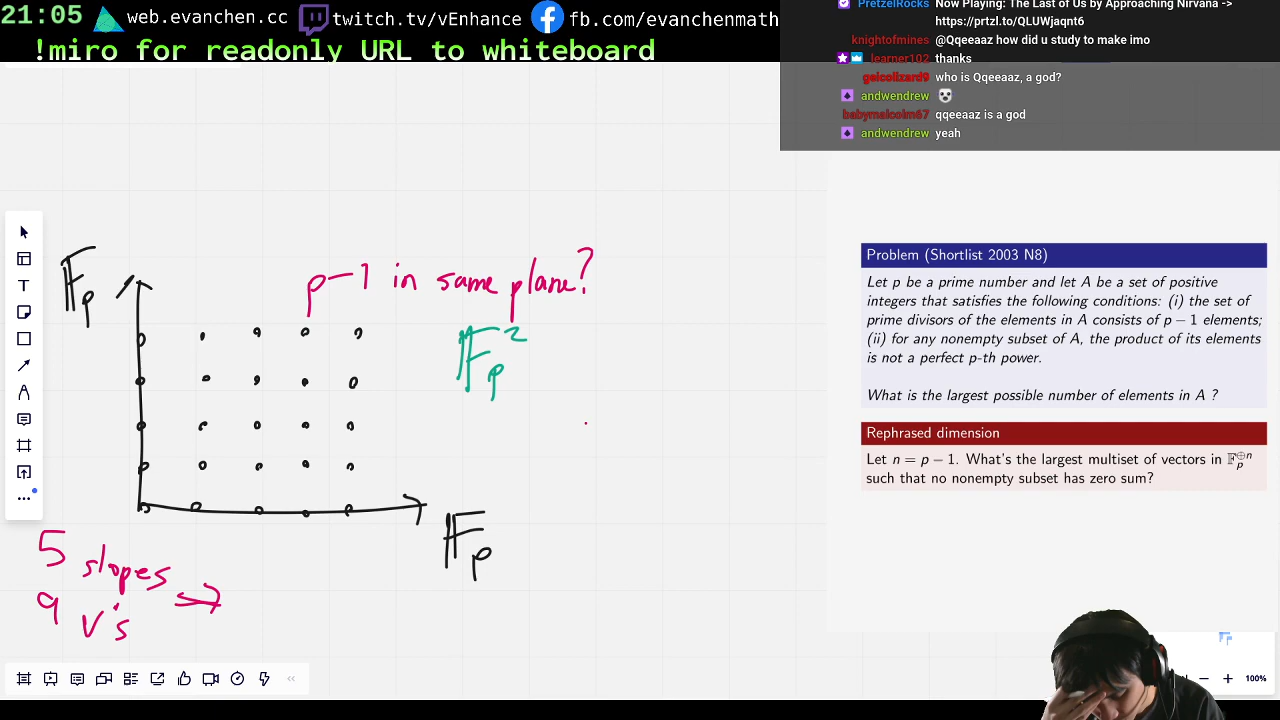 21:05
web.evanchen.cc
twitch.tv/vEnhance
fb.com/evanchenmath
!miro for readonly URL to whiteboard
PretzelRocks Now Playing: The Last of Us by Approaching Nirvana ->
https://prtzl.to/QLUWjaqnt6
knightofmines @Qqeeaaz how did u study to make imo
learner102 thanks
geicolizard9 who is Qqeeaaz, a god?
andwendrew
babymalcolm67 qqeeaaz is a god
andwendrew yeah
𝔽p
p-1 in same plane?
𝔽p²
𝔽p
5 slopes
9 v's
Problem (Shortlist 2003 N8)
Let p be a prime number and let A be a set of positive
integers that satisfies the following conditions: (i) the set of
prime divisors of the elements in A consists of p − 1 elements;
(ii) for any nonempty subset of A, the product of its elements
is not a perfect p-th power.
What is the largest possible number of elements in A ?
Rephrased dimension
Let n = p − 1. What's the largest multiset of vectors in 𝔽p⊕n
such that no nonempty subset has zero sum?
𝔽p
100%